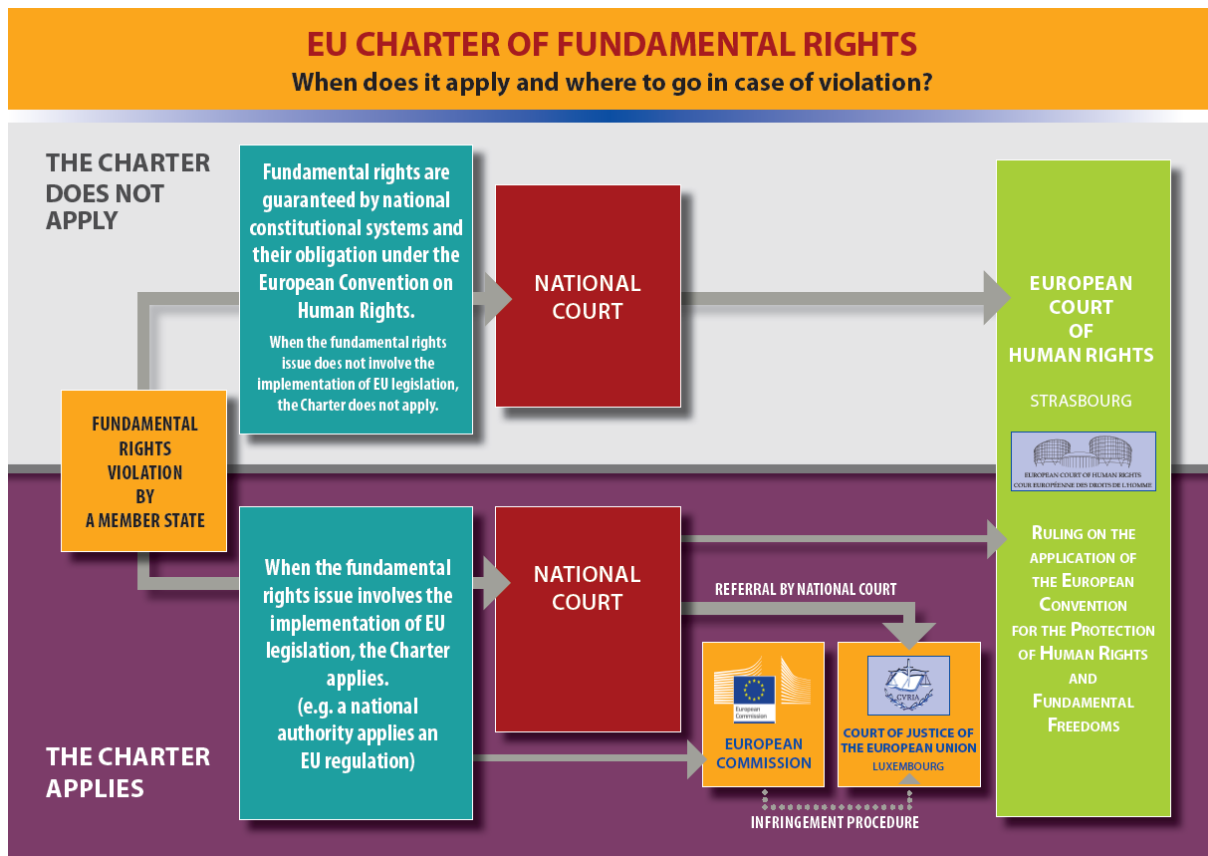 EU CHARTER OF FUNDAMENTAL RIGHTS
When does it apply and where to go in case of violation?
THE CHARTER
DOES NOT
APPLY
Fundamental rights are
guaranteed by national
constitutional systems and
their obligation under the
European Convention on
Human Rights.
When the fundamental rights
issue does not involve the
implementation of EU legislation,
the Charter does not apply.
NATIONAL
COURT
EUROPEAN
COURT
OF
HUMAN RIGHTS
STRASBOURG
EUROPEAN COURT OF HUMAN RIGHTS
COUR EUROPÉENNE DES DROITS DE L'HOMME
RULING ON THE
APPLICATION OF
THE EUROPEAN
CONVENTION
FOR THE PROTECTION
OF HUMAN RIGHTS
AND
FUNDAMENTAL
FREEDOMS
FUNDAMENTAL
RIGHTS
VIOLATION
BY
A MEMBER STATE
When the fundamental
rights issue involves the
implementation of EU
legislation, the Charter
applies.
(e.g. a national
authority applies an
EU regulation)
NATIONAL
COURT
REFERRAL BY NATIONAL COURT
European
Commission
EUROPEAN
COMMISSION
CVRIA
COURT OF JUSTICE OF
THE EUROPEAN UNION
LUXEMBOURG
INFRINGEMENT PROCEDURE
THE CHARTER
APPLIES